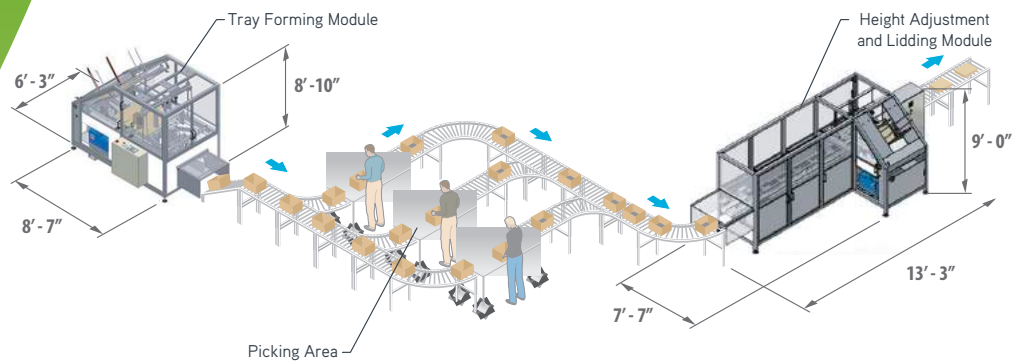 Tray Forming Module
Height Adjustment
and Lidding Module
6’ - 3”
8’ -10”
9’ - 0”
8’ - 7”
13’ - 3”
7’ - 7”
Picking Area